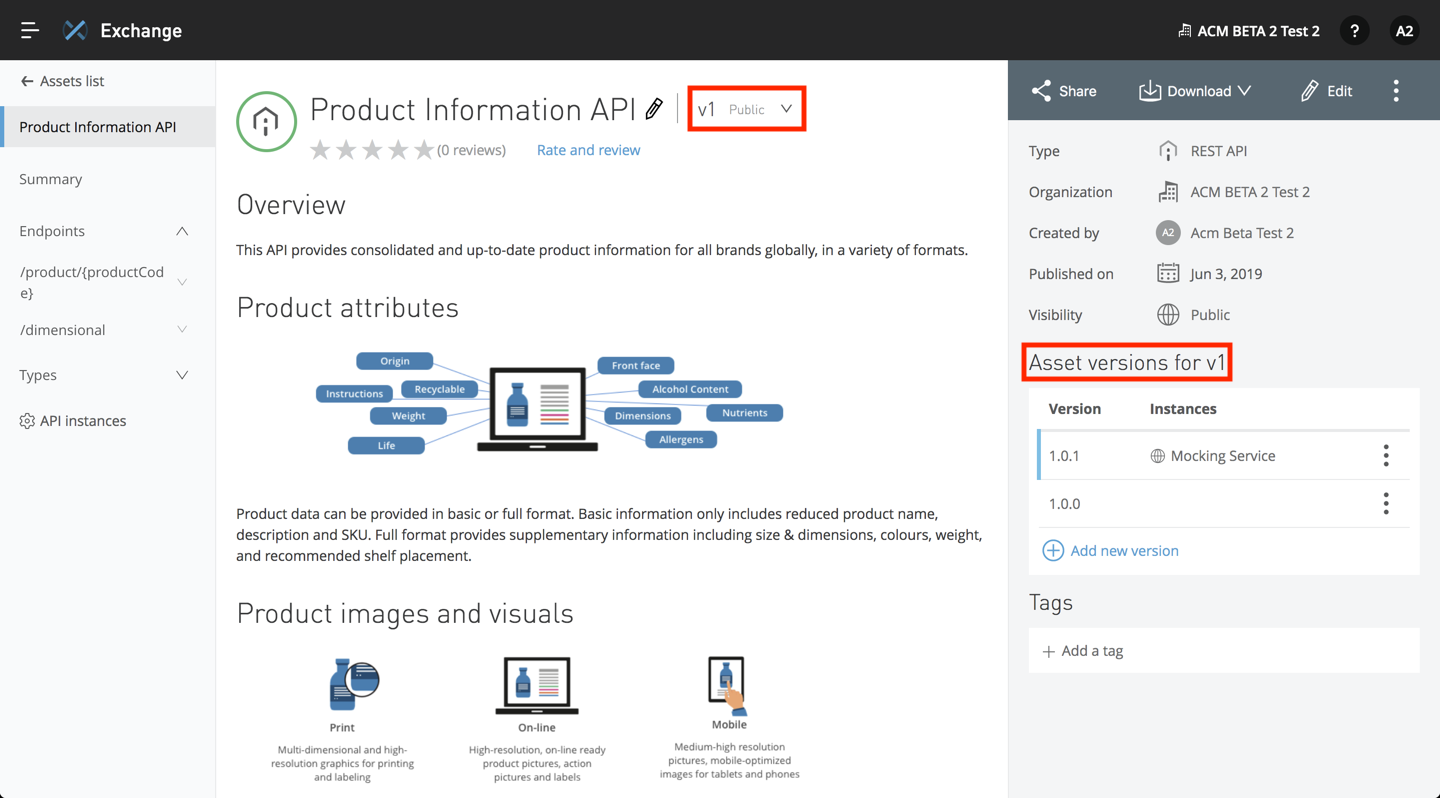 Exchange
ACM BETA 2 Test 2
?
A2
Assets list
Product Information API
Summary
Endpoints
/product/{productCod
e}
/dimensional
Types
API instances
Product Information API
v1 Public
(0 reviews) Rate and review
Overview
This API provides consolidated and up-to-date product information for all brands globally, in a variety of formats.
Product attributes
Origin
Instructions
Recyclable
Weight
Life
Front face
Alcohol Content
Dimensions
Nutrients
Allergens
Product data can be provided in basic or full format. Basic information only includes reduced product name,
description and SKU. Full format provides supplementary information including size & dimensions, colours, weight,
and recommended shelf placement.
Product images and visuals
Print
Multi-dimensional and high-
resolution graphics for printing
and labeling
On-line
High-resolution, on-line ready
product pictures, action
pictures and labels
Mobile
Medium-high resolution
pictures, mobile-optimized
images for tablets and phones
Share
Download
Edit
Type REST API
Organization ACM BETA 2 Test 2
Created by A2 Acm Beta Test 2
Published on Jun 3, 2019
Visibility Public
Asset versions for v1
Version Instances
1.0.1 Mocking Service
1.0.0
Add new version
Tags
Add a tag